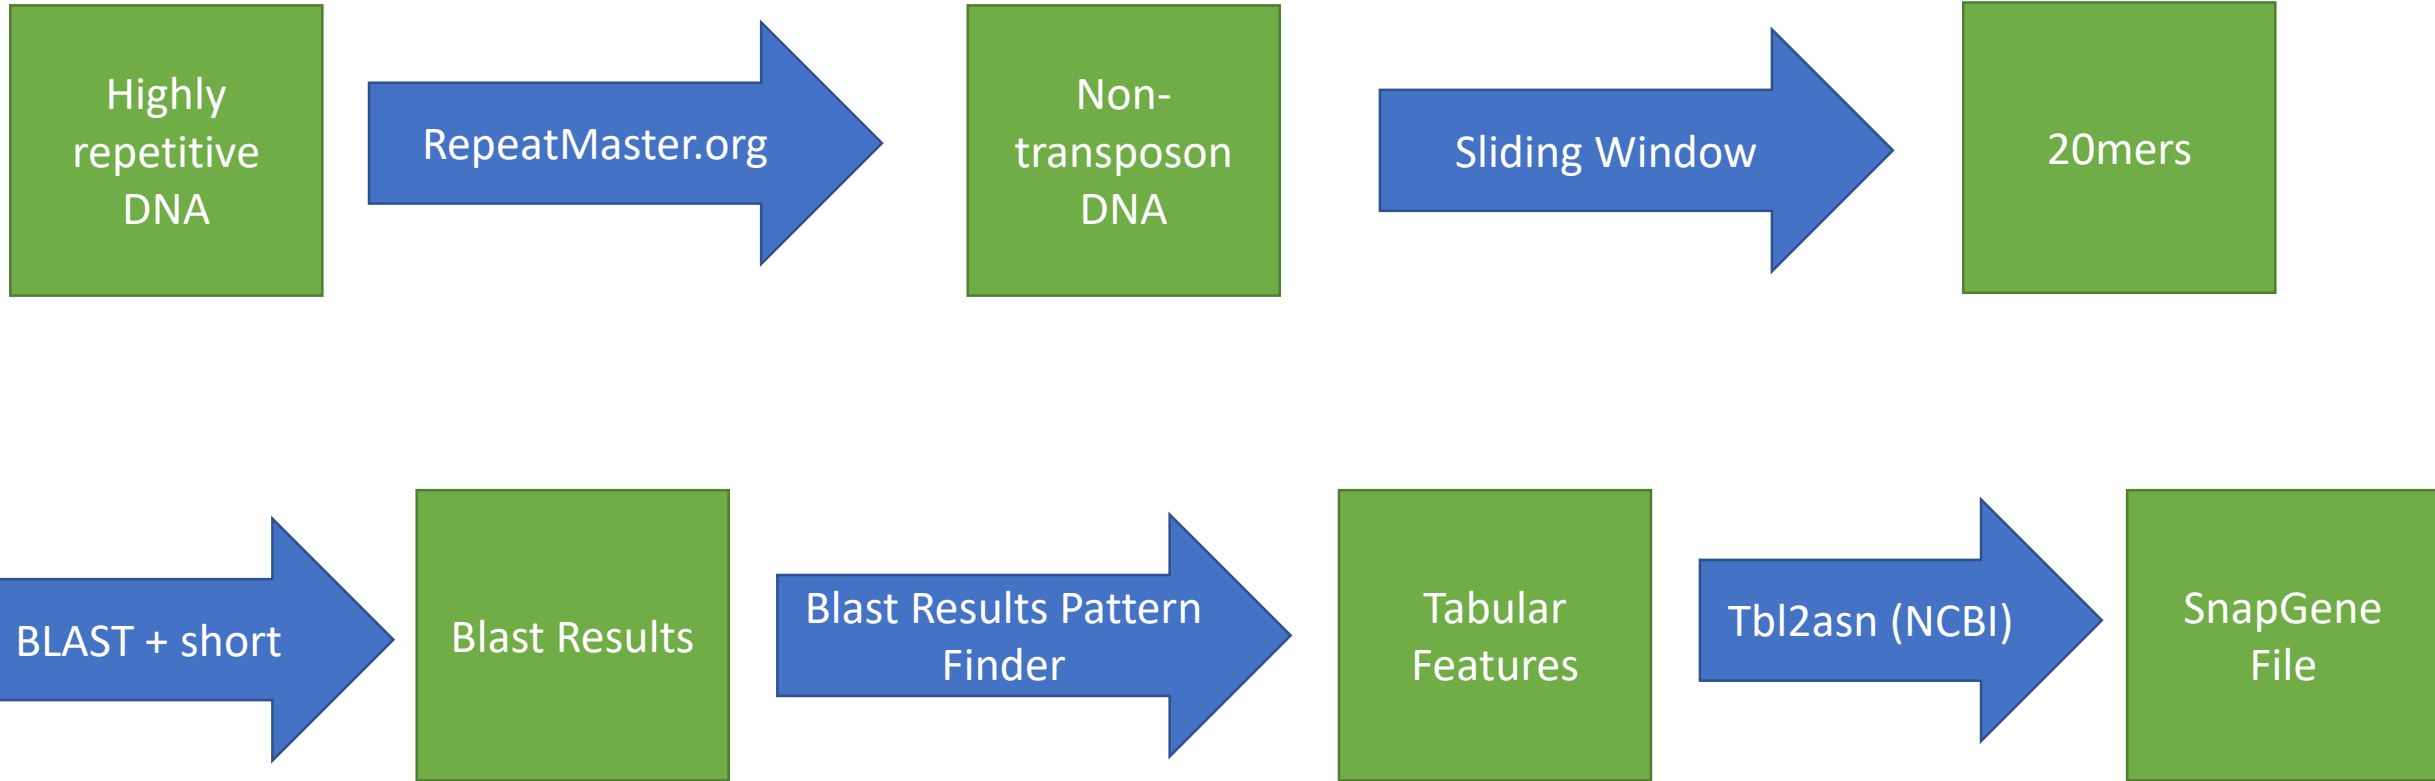 Highly
repetitive
DNA
RepeatMaster.org
Non-
transposon
DNA
Sliding Window
20mers
BLAST + short
Blast Results
Blast Results Pattern
Finder
Tabular
Features
Tbl2asn (NCBI)
SnapGene
File